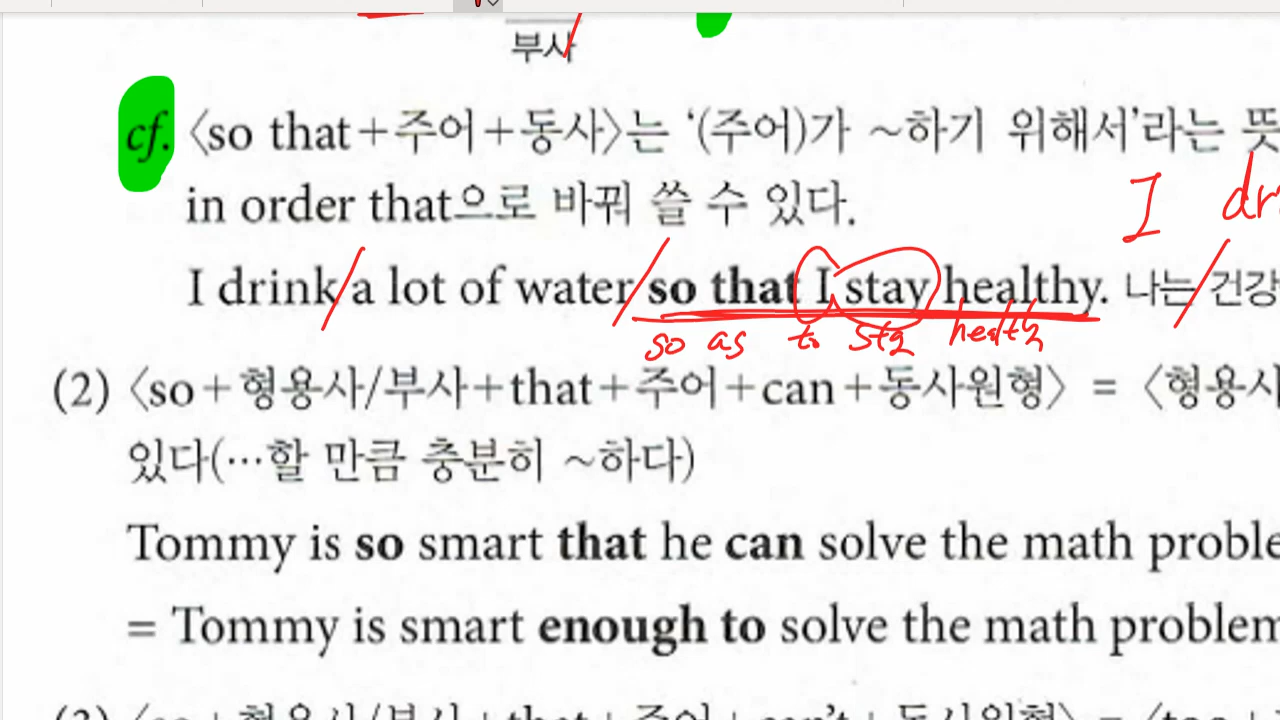 부사
cf. 〈so that+주어+동사〉는 ‘(주어)가 ~하기 위해서’라는 뜻
in order that으로 바꿔 쓸 수 있다.
I dr
I drink a lot of water so that I stay healthy. 나는 건강
so as to sta health
(2) 〈so+형용사/부사+that+주어+can+동사원형〉 = 〈형용사
있다(…할 만큼 충분히 ~하다)
Tommy is so smart that he can solve the math proble
= Tommy is smart enough to solve the math problem